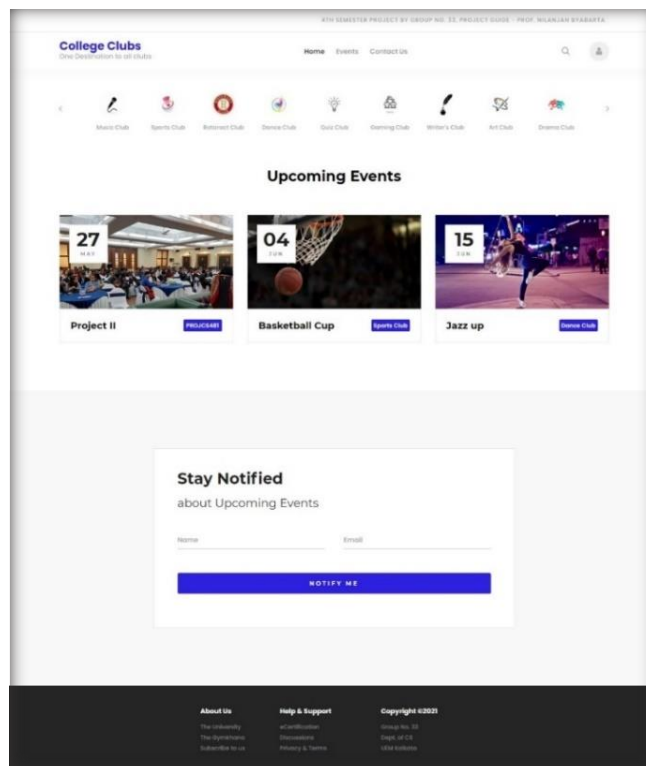 4TH SEMESTER PROJECT BY GROUP NO. 33, PROJECT GUIDE - PROF. NILANJAN BYABARTA
College Clubs
One Destination to all clubs
Home Events Contact Us
Music Club Sports Club Rotaract Club Dance Club Quiz Club Gaming Club Writer's Club Art Club Drama Club
Upcoming Events
27
MAY
04
JUN
15
JUN
Project II
PROJCS481
Basketball Cup
Sports Club
Jazz up
Dance Club
Stay Notified
about Upcoming Events
Name Email
NOTIFY ME
About Us Help & Support Copyright ©2021
The University eCertification Group No. 33
The Gymkhana Discussions Dept. of CS
Subscribe to us Privacy & Terms UEM Kolkata